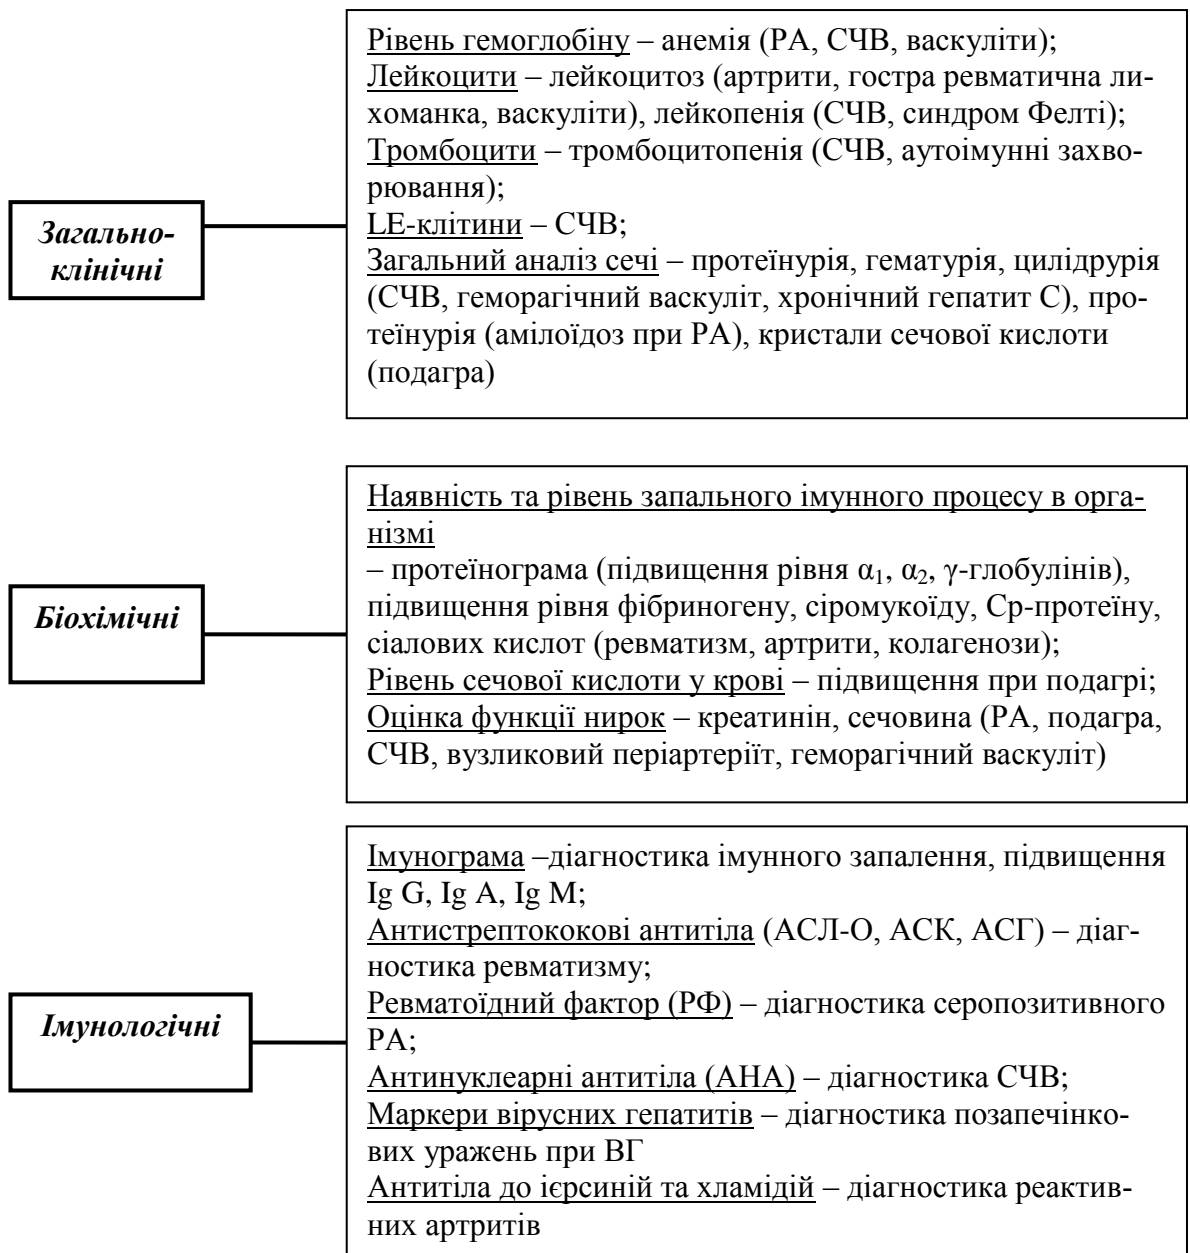 Загально-
клінічні
Рівень гемоглобіну – анемія (РА, СЧВ, васкуліти);
Лейкоцити – лейкоцитоз (артрити, гостра ревматична ли-
хоманка, васкуліти), лейкопенія (СЧВ, синдром Фелті);
Тромбоцити – тромбоцитопенія (СЧВ, аутоімунні захво-
рювання);
LE-клітини – СЧВ;
Загальний аналіз сечі – протеїнурія, гематурія, цилідрурія
(СЧВ, геморагічний васкуліт, хронічний гепатит С), про-
теїнурія (амілоїдоз при РА), кристали сечової кислоти
(подагра)
Біохімічні
Наявність та рівень запального імунного процесу в орга-
нізмі
– протеїнограма (підвищення рівня α₁, α₂, γ-глобулінів),
підвищення рівня фібриногену, сіромукоїду, Ср-протеїну,
сіалових кислот (ревматизм, артрити, колагенози);
Рівень сечової кислоти у крові – підвищення при подагрі;
Оцінка функції нирок – креатинін, сечовина (РА, подагра,
СЧВ, вузликовий періартеріїт, геморагічний васкуліт)
Імунологічні
Імунограма –діагностика імунного запалення, підвищення
Ig G, Ig A, Ig M;
Антистрептококові антитіла (АСЛ-О, АСК, АСГ) – діаг-
ностика ревматизму;
Ревматоїдний фактор (РФ) – діагностика серопозитивного
РА;
Антинуклеарні антитіла (АНА) – діагностика СЧВ;
Маркери вірусних гепатитів – діагностика позапечінко-
вих уражень при ВГ
Антитіла до ієрсиній та хламідій – діагностика реактив-
них артритів